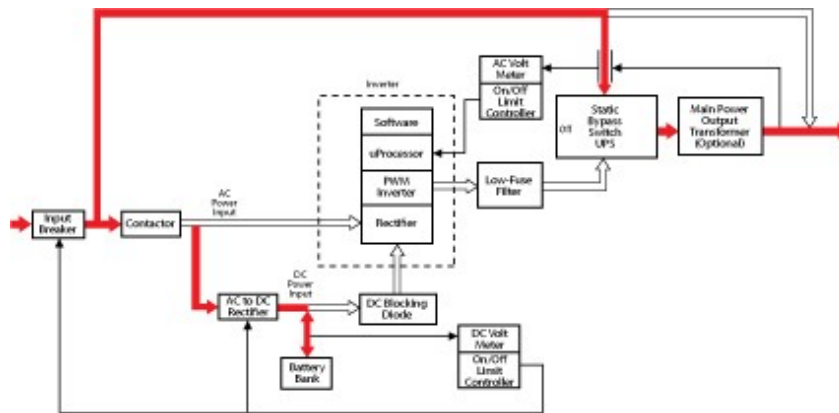 Inverter
AC Volt
Meter
On/Off
Limit
Controller
Software
uProcessor
PWM
Inverter
Rectifier
Off
Static
Bypass
Switch
UPS
Main Power
Output
Transformer
(Optional)
Low-Fuse
Filter
AC
Power
Input
Input
Breaker
Contactor
DC
Power
Input
AC to DC
Rectifier
DC Blocking
Diode
Battery
Bank
DC Volt
Meter
On/Off
Limit
Controller